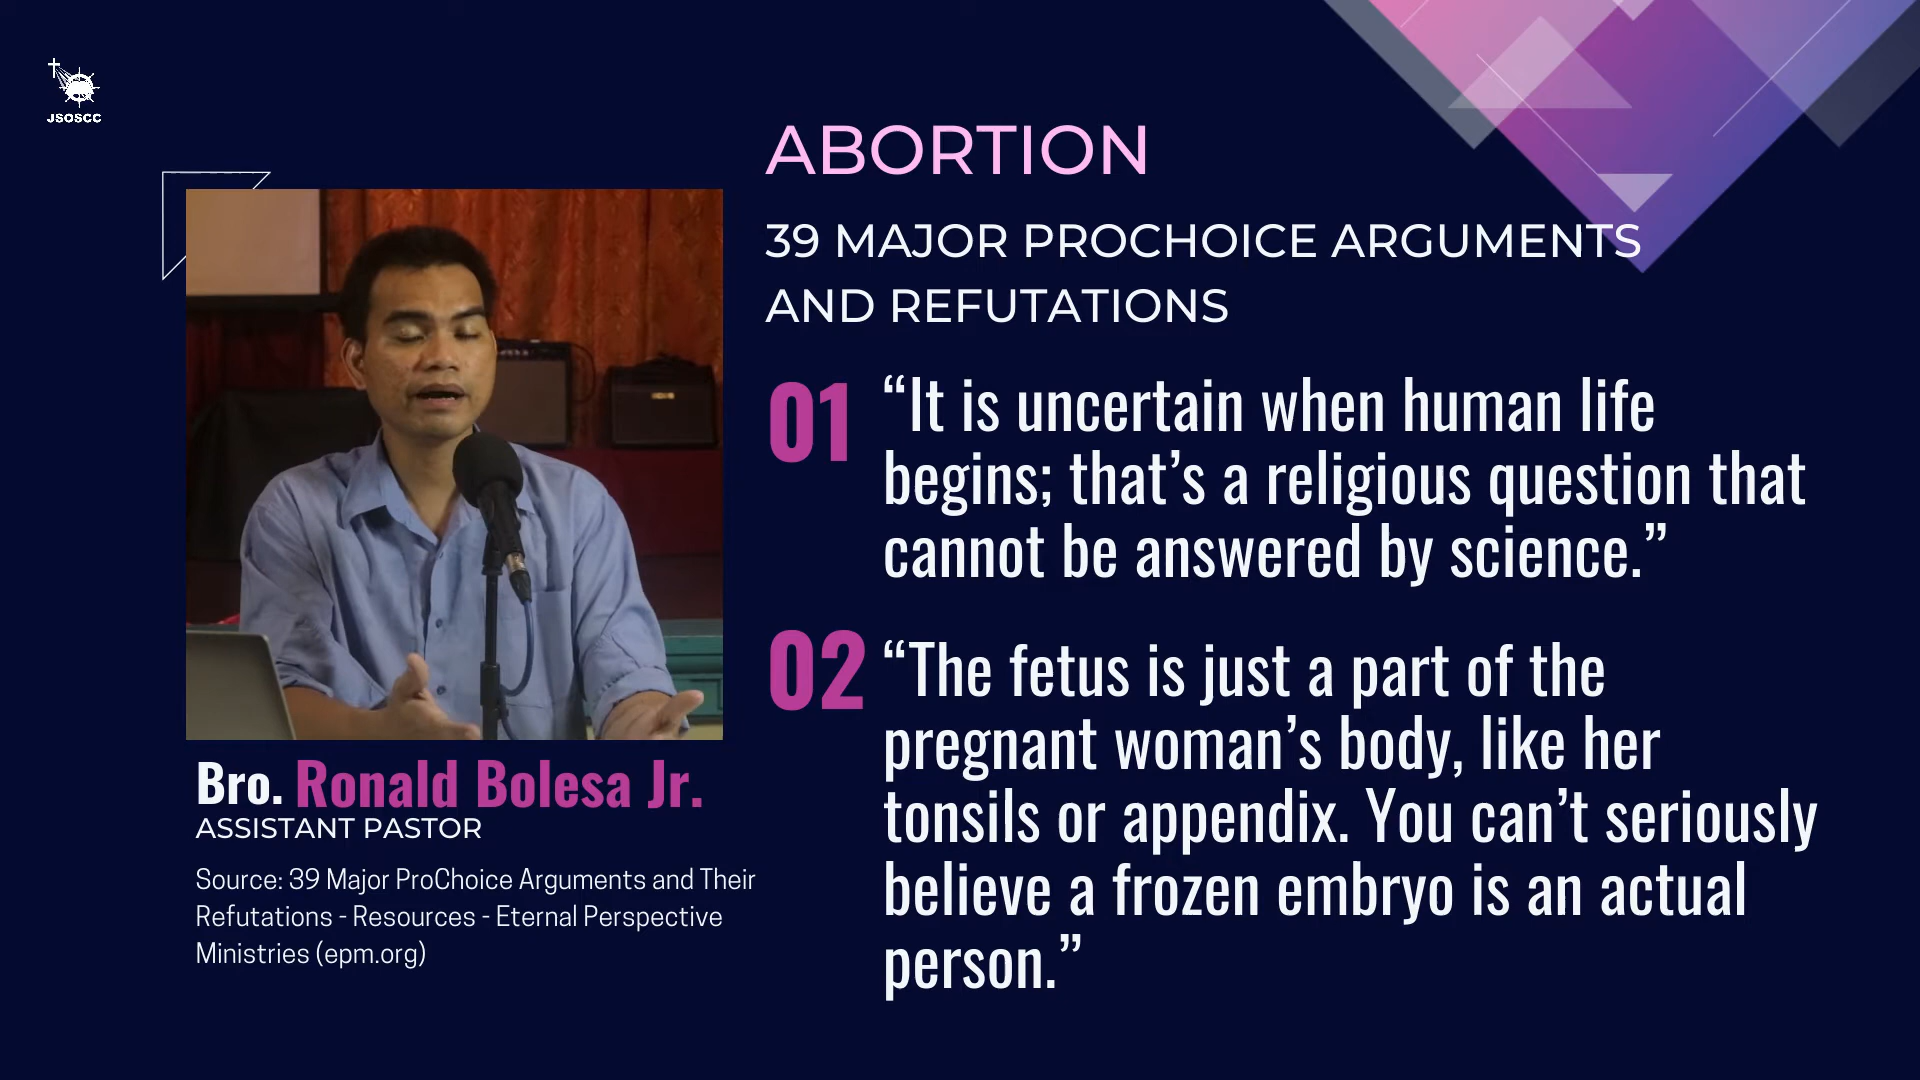 JSOSCC
ABORTION
39 MAJOR PROCHOICE ARGUMENTS
AND REFUTATIONS
01
“It is uncertain when human life
begins; that’s a religious question that
cannot be answered by science.”
02
“The fetus is just a part of the
pregnant woman’s body, like her
tonsils or appendix. You can’t seriously
believe a frozen embryo is an actual
person.”
Bro. Ronald Bolesa Jr.
ASSISTANT PASTOR
Source: 39 Major ProChoice Arguments and Their
Refutations - Resources - Eternal Perspective
Ministries (epm.org)